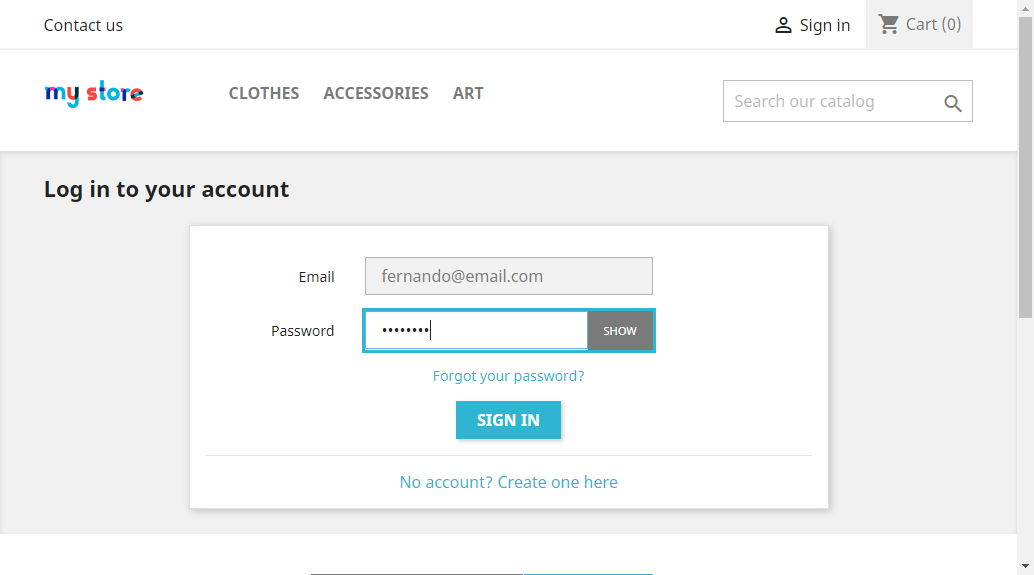 Contact us
Sign in
Cart (0)
my store
CLOTHES ACCESSORIES ART
Search our catalog
Log in to your account
Email fernando@email.com
Password •••••••• SHOW
Forgot your password?
SIGN IN
No account? Create one here